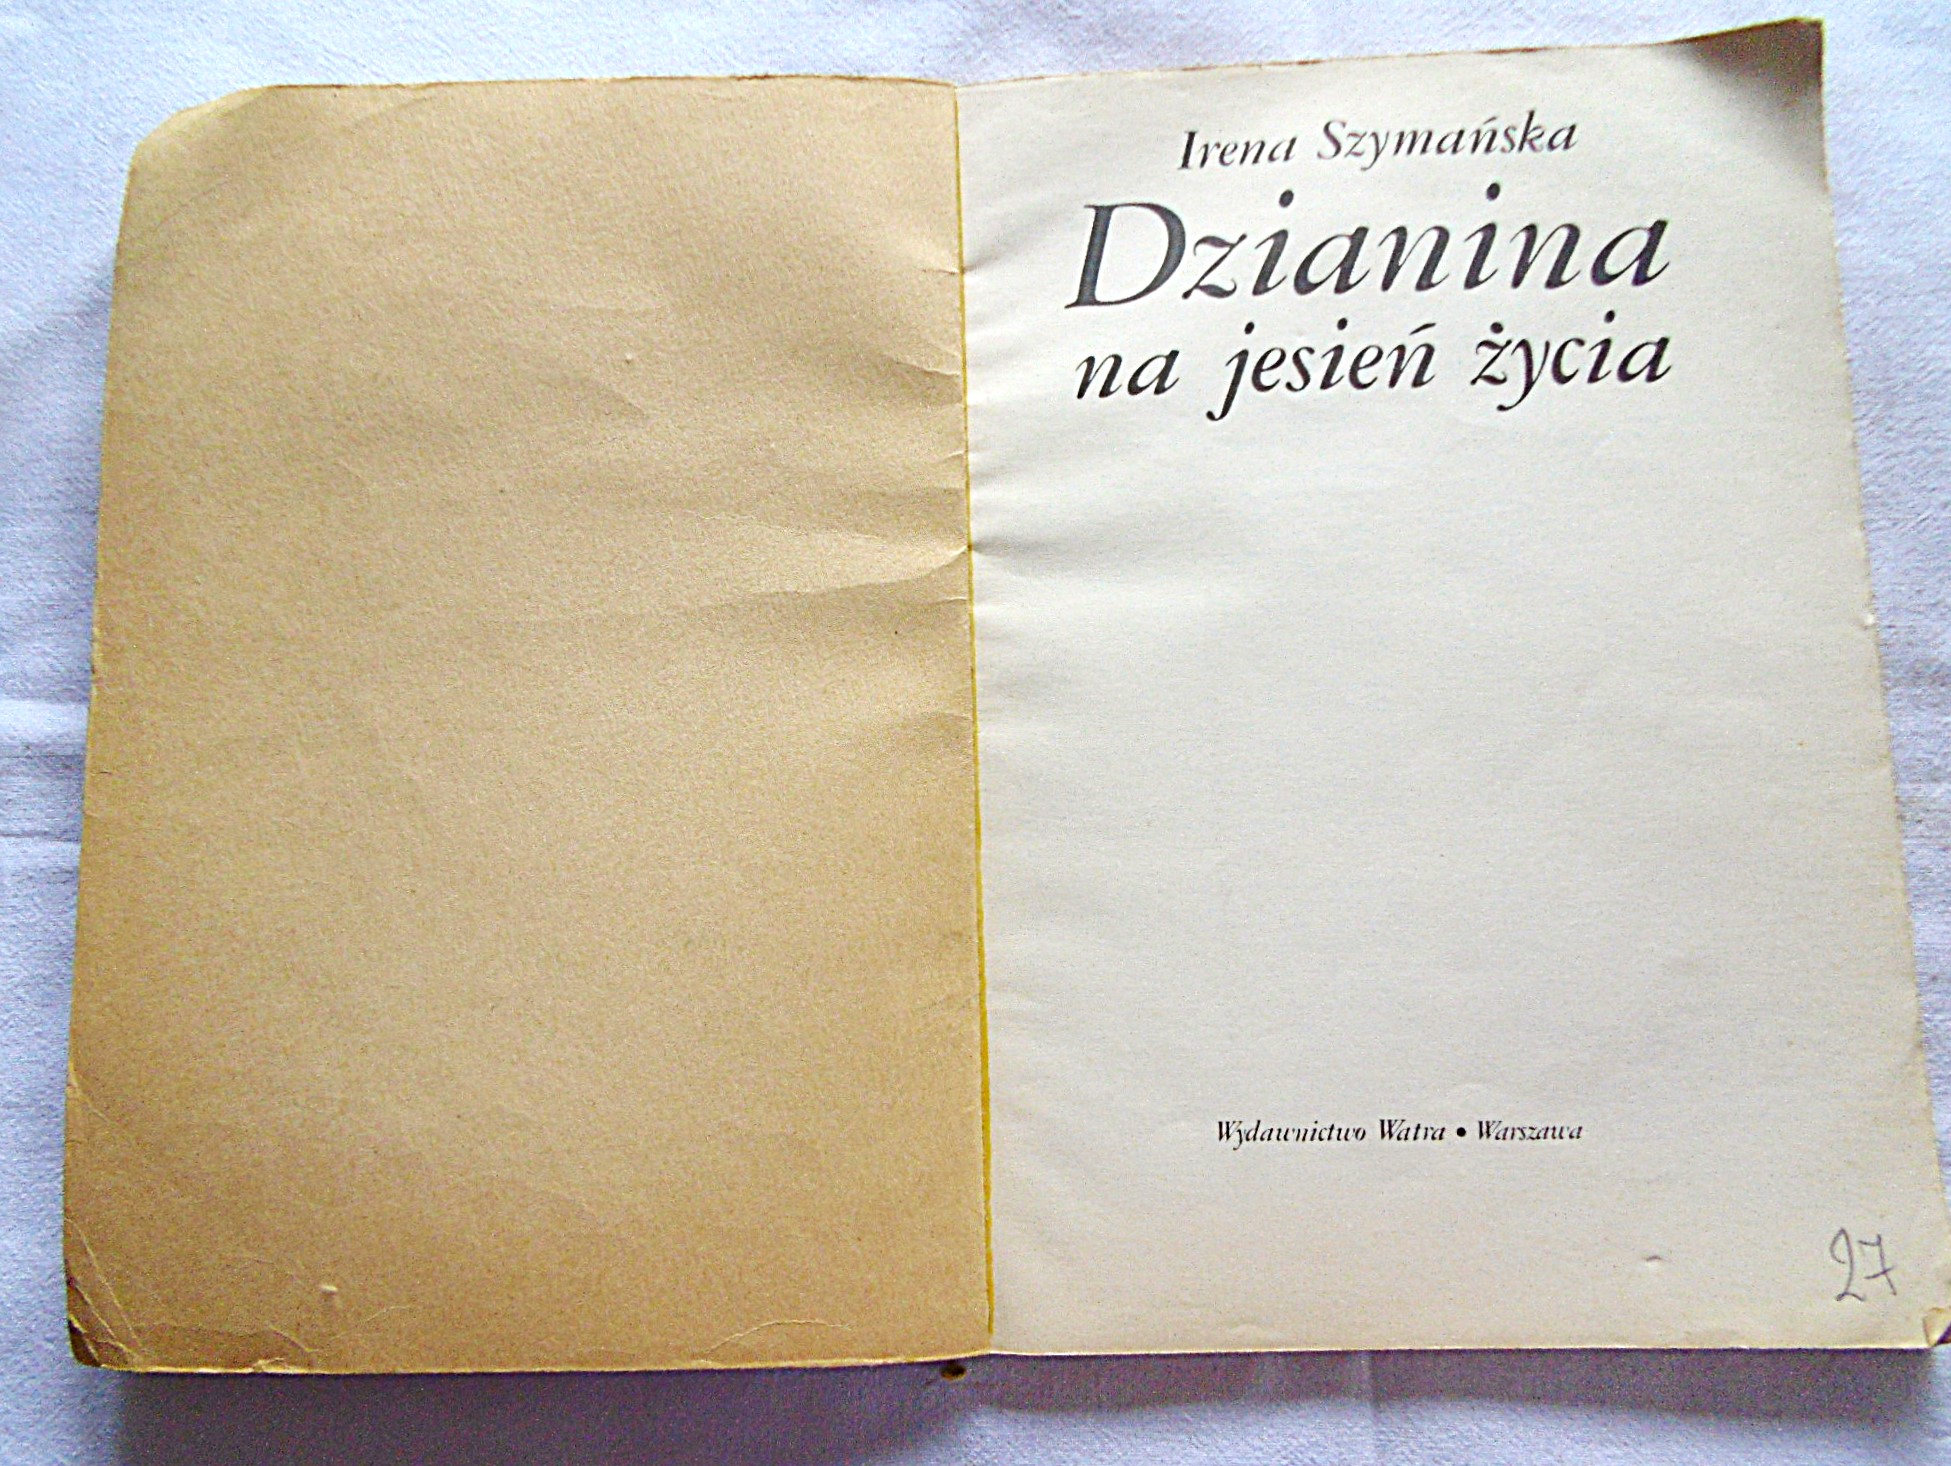 Irena Szymańska
Dzianina
na jesień życia
Wydawnictwo Watra • Warszawa
27